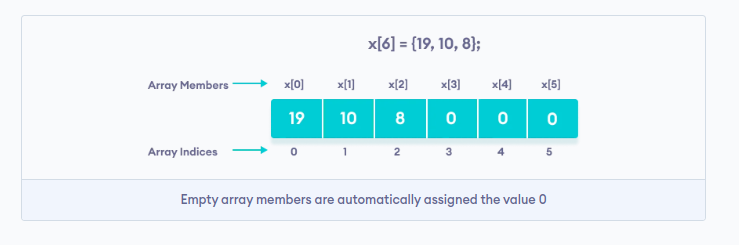 x[6] = {19, 10, 8};
Array Members x[0] x[1] x[2] x[3] x[4] x[5]
19 10 8 0 0 0
Array Indices 0 1 2 3 4 5
Empty array members are automatically assigned the value 0